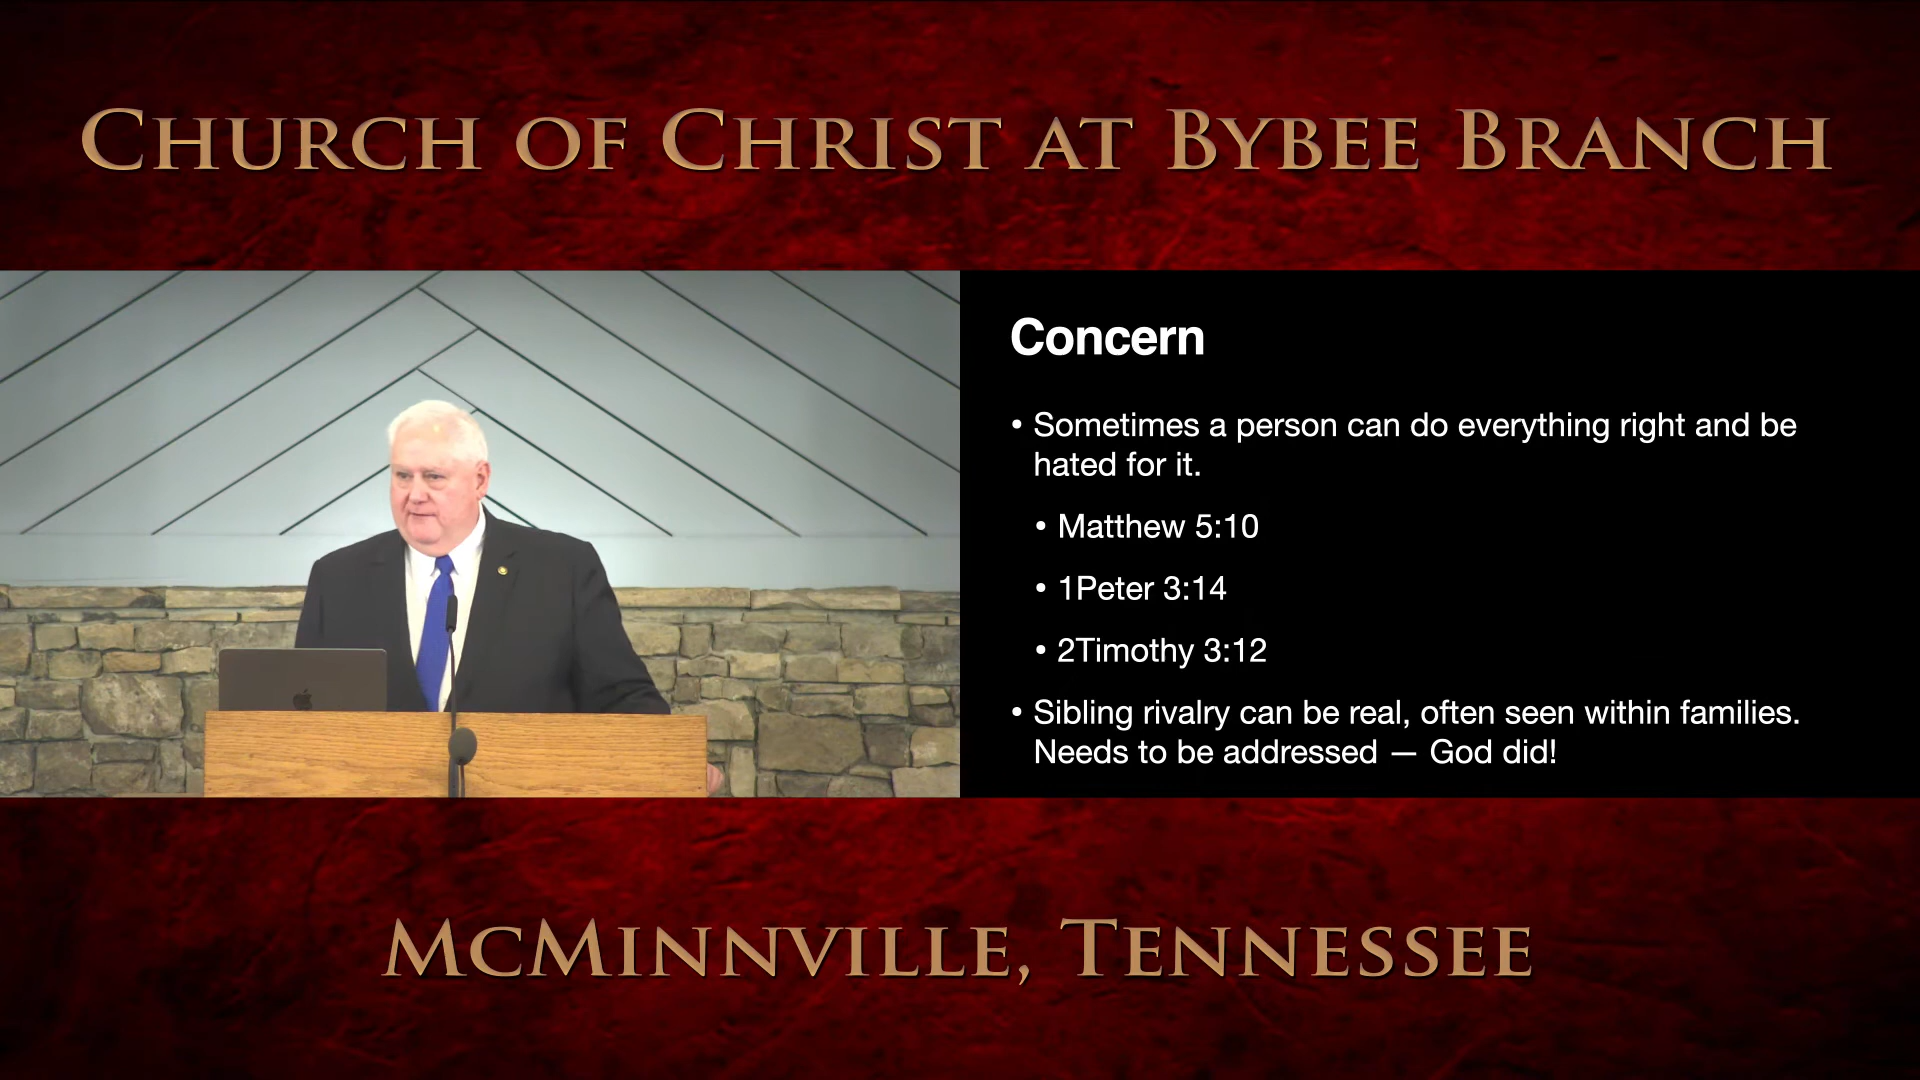 Church of Christ at Bybee Branch
Concern
• Sometimes a person can do everything right and be
hated for it.
• Matthew 5:10
• 1Peter 3:14
• 2Timothy 3:12
• Sibling rivalry can be real, often seen within families.
Needs to be addressed — God did!
McMinnville, Tennessee